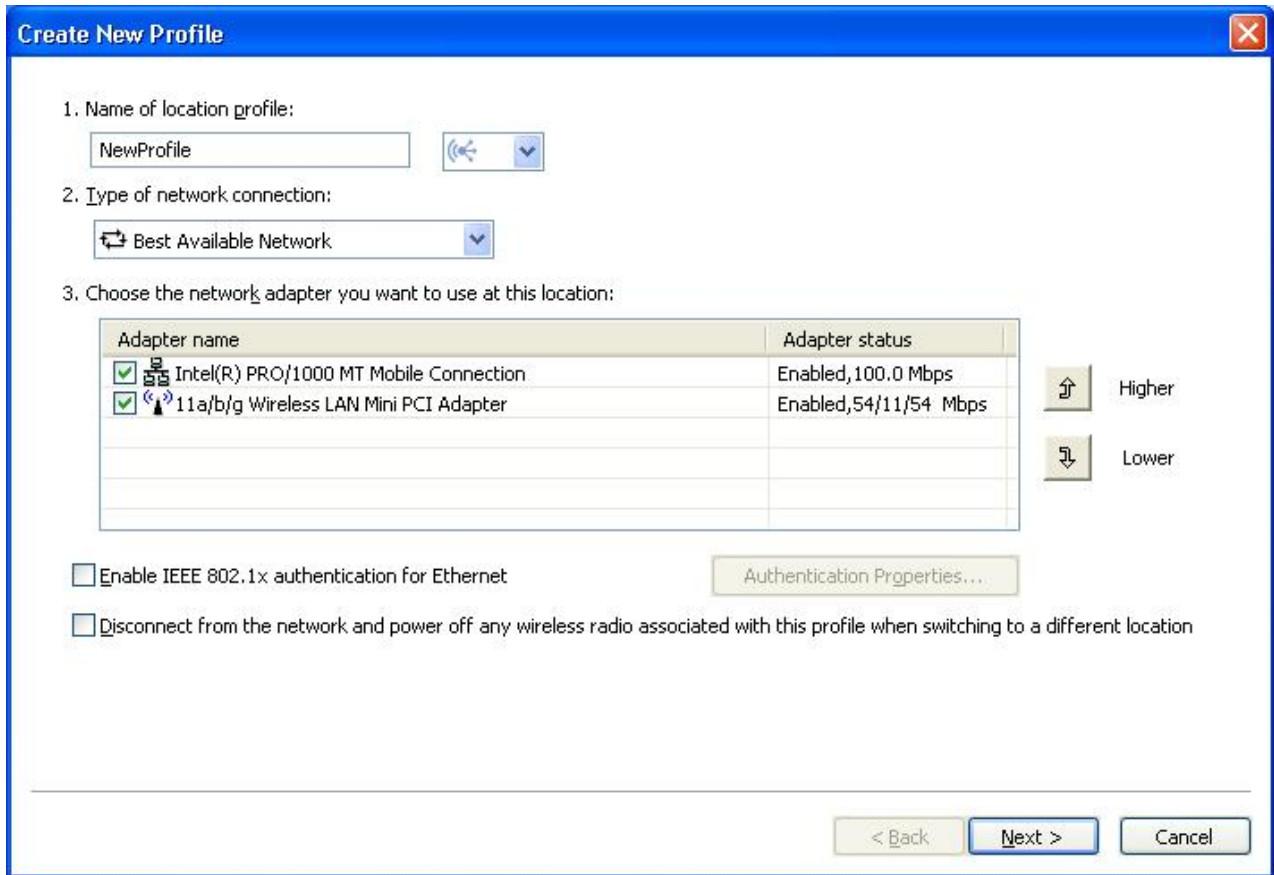 Create New Profile
1. Name of location profile:
NewProfile
2. Type of network connection:
Best Available Network
3. Choose the network adapter you want to use at this location:
Adapter name Adapter status
Intel(R) PRO/1000 MT Mobile Connection Enabled,100.0 Mbps
11a/b/g Wireless LAN Mini PCI Adapter Enabled,54/11/54 Mbps
Higher
Lower
Enable IEEE 802.1x authentication for Ethernet Authentication Properties...
Disconnect from the network and power off any wireless radio associated with this profile when switching to a different location
< Back Next > Cancel